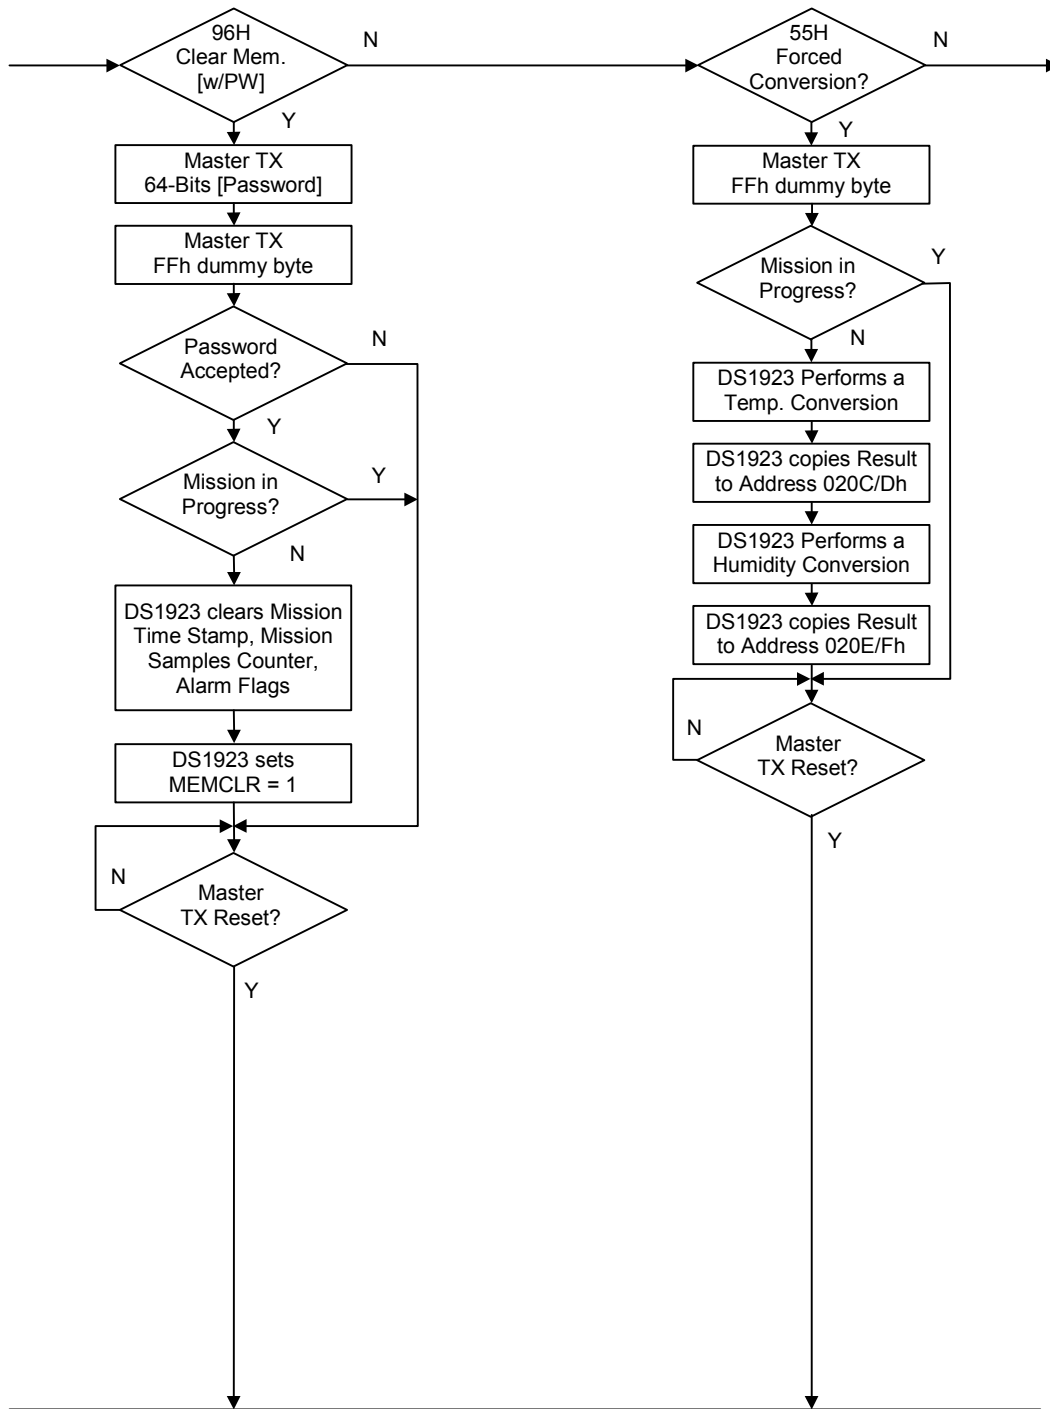 96H
Clear Mem.
[w/PW]
N
Y
Master TX
64-Bits [Password]
Master TX
FFh dummy byte
Password
Accepted?
N
Y
Mission in
Progress?
Y
N
DS1923 clears Mission
Time Stamp, Mission
Samples Counter,
Alarm Flags
DS1923 sets
MEMCLR = 1
N
Master
TX Reset?
Y
55H
Forced
Conversion?
N
Y
Master TX
FFh dummy byte
Mission in
Progress?
Y
N
DS1923 Performs a
Temp. Conversion
DS1923 copies Result
to Address 020C/Dh
DS1923 Performs a
Humidity Conversion
DS1923 copies Result
to Address 020E/Fh
N
Master
TX Reset?
Y